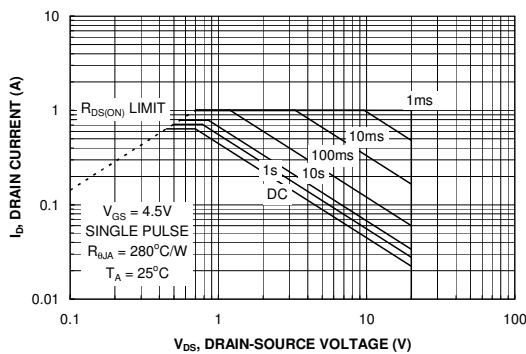 10
1
0.1
0.01
I_D, DRAIN CURRENT (A)
R_DS(ON) LIMIT
1ms
10ms
100ms
1s
10s
DC
V_GS = 4.5V
SINGLE PULSE
R_θJA = 280°C/W
T_A = 25°C
0.1 1 10 100
V_DS, DRAIN-SOURCE VOLTAGE (V)